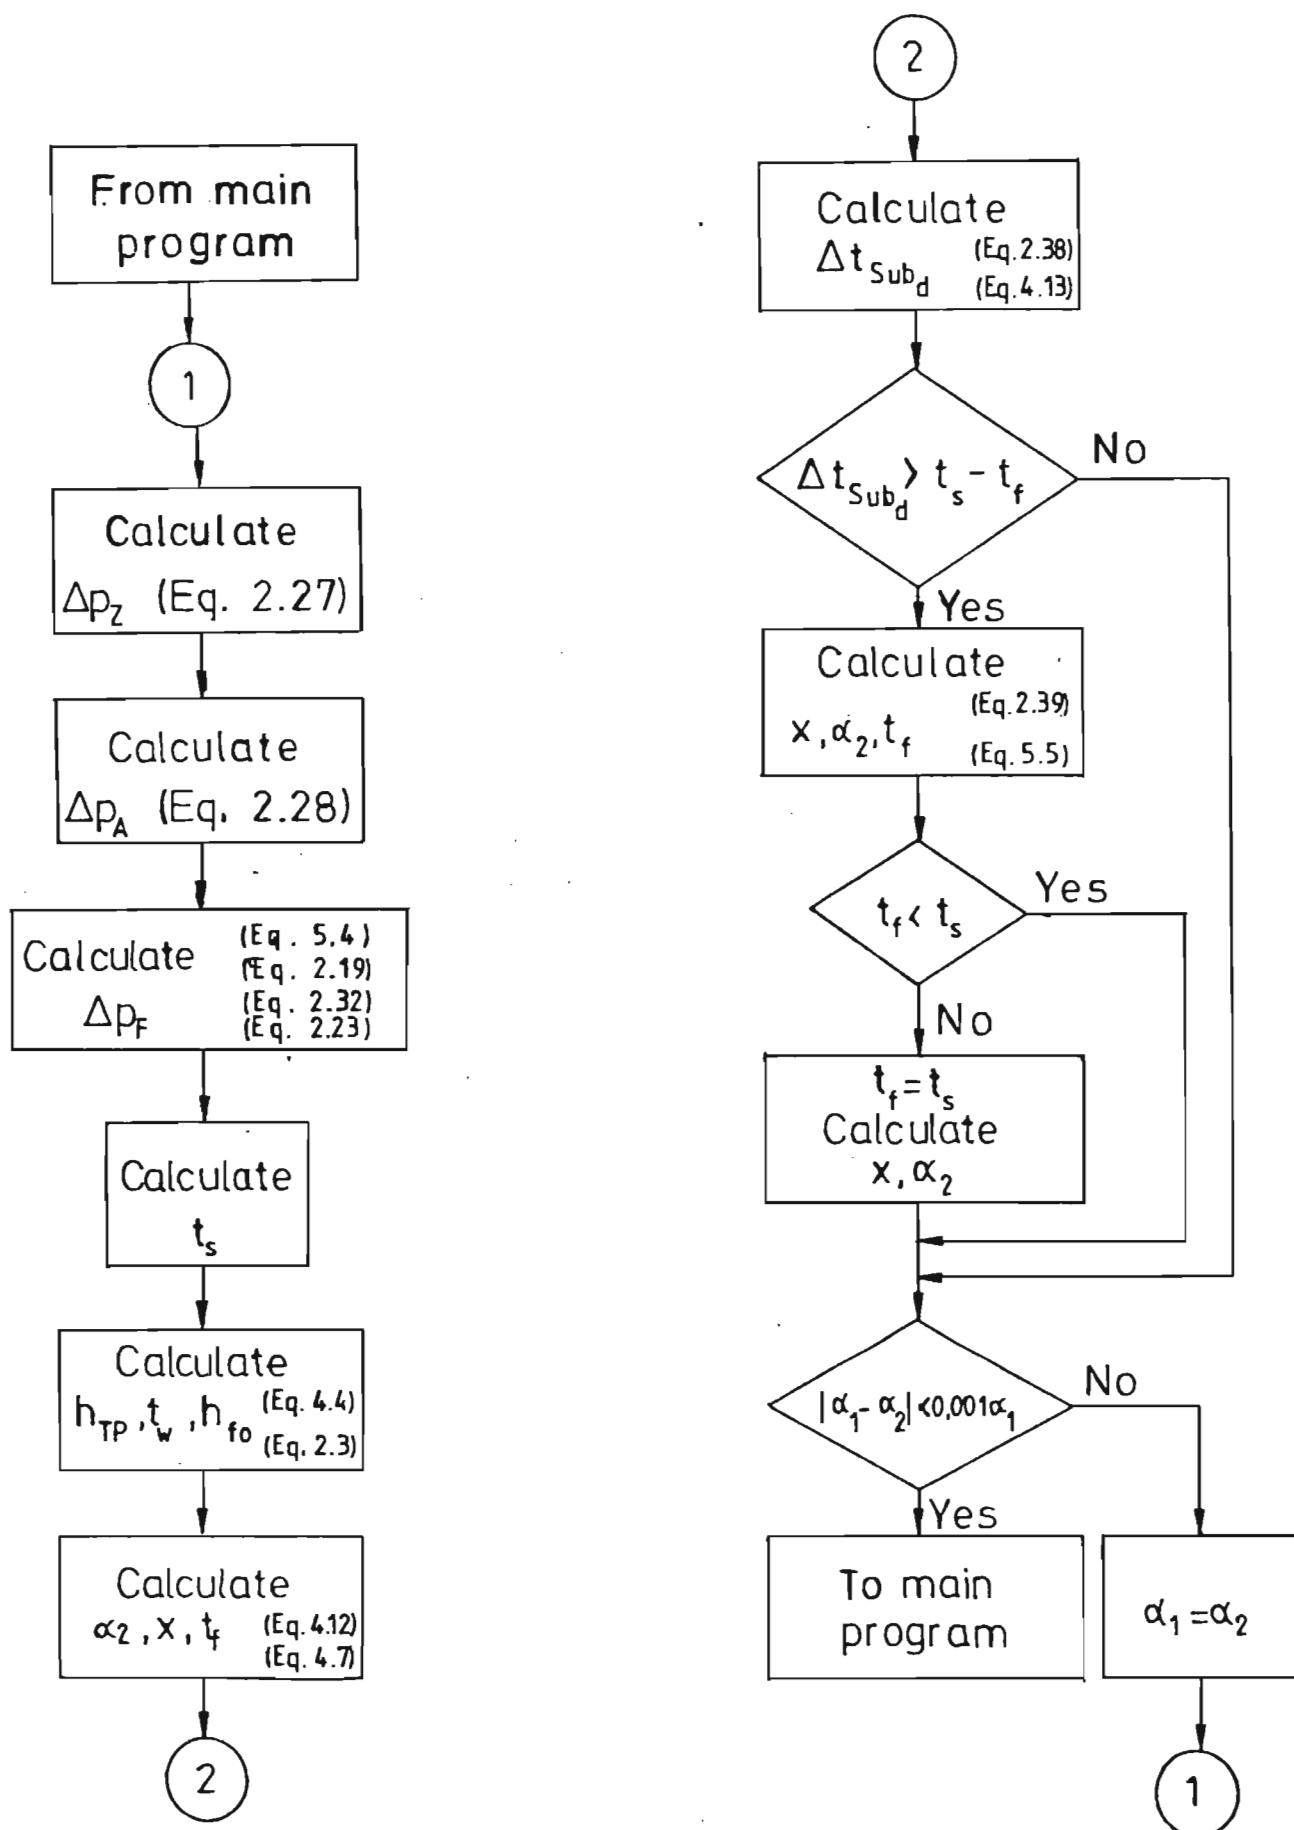 From main
program
1
Calculate
Δp_Z (Eq. 2.27)
Calculate
Δp_A (Eq. 2.28)
Calculate
Δp_F
(Eq. 5.4)
(Eq. 2.19)
(Eq. 2.32)
(Eq. 2.23)
Calculate
t_s
Calculate
h_TP, t_w, h_fo (Eq. 4.4)
(Eq. 2.3)
Calculate
α_2, x, t_f (Eq. 4.12)
(Eq. 4.7)
2
2
Calculate
Δt_Sub_d (Eq. 2.38)
(Eq. 4.13)
Δt_Sub_d > t_s - t_f
No
Yes
Calculate
x, α_2, t_f
(Eq. 2.39)
(Eq. 5.5)
t_f < t_s
Yes
No
t_f = t_s
Calculate
x, α_2
|α_1 - α_2| < 0,001α_1
No
Yes
To main
program
α_1 = α_2
1